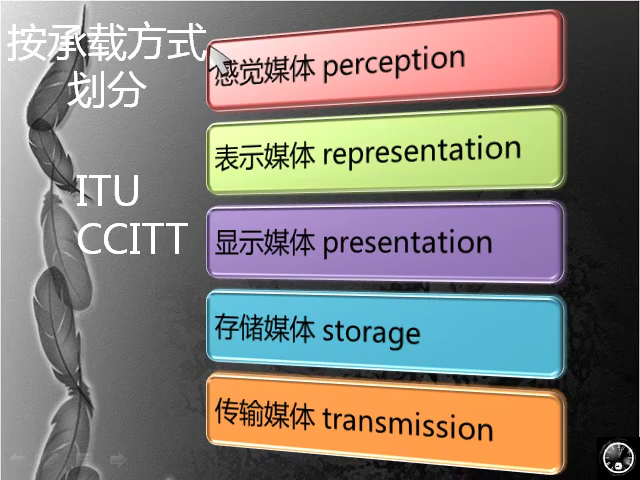 按承载方式
划分
ITU
CCITT
感觉媒体 perception
表示媒体 representation
显示媒体 presentation
存储媒体 storage
传输媒体 transmission